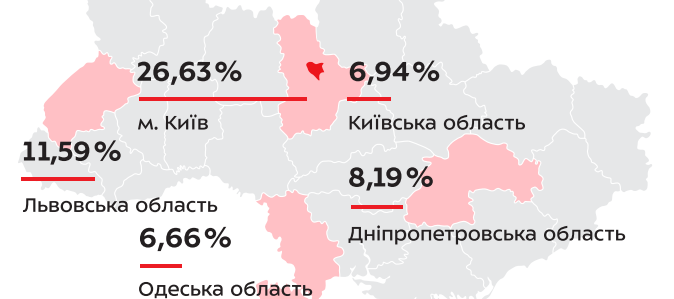 26,63%
м. Київ
6,94%
Київська область
11,59%
Львовська область
8,19%
Дніпропетровська область
6,66%
Одеська область